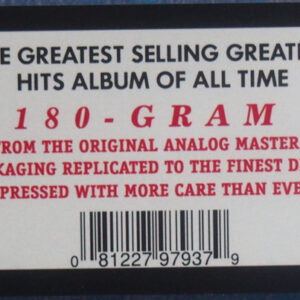 E GREATEST SELLING GREATE
HITS ALBUM OF ALL TIME
180-GRAM
FROM THE ORIGINAL ANALOG MASTER
KAGING REPLICATED TO THE FINEST D
PRESSED WITH MORE CARE THAN EVE
0 81227 97937 9